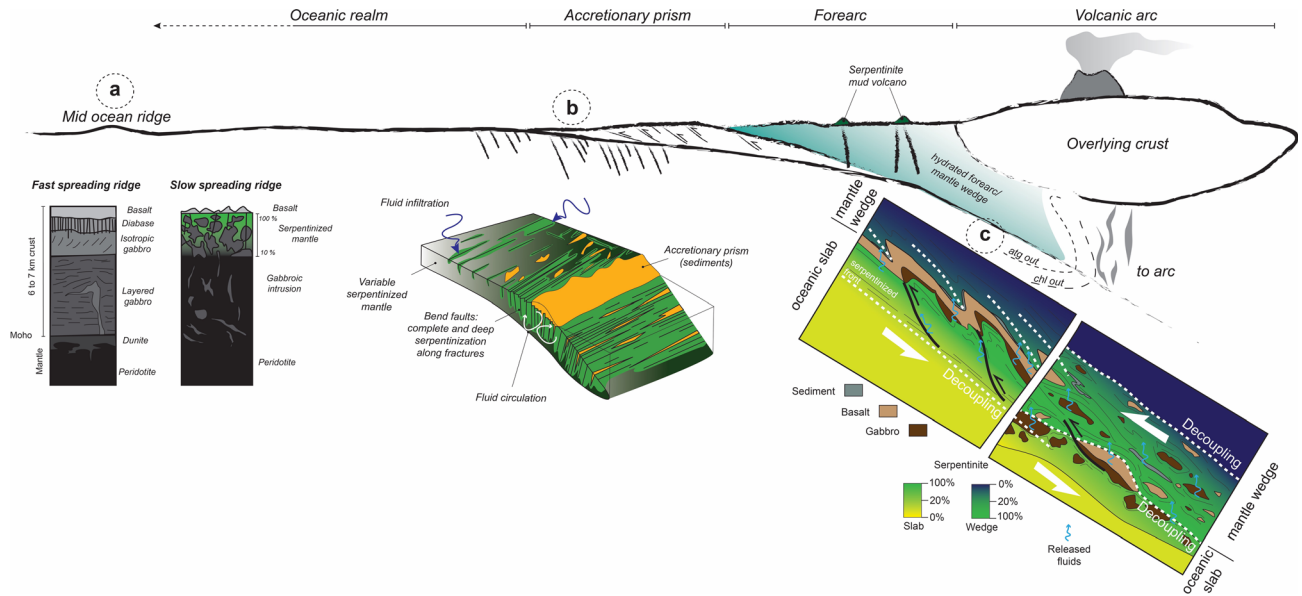 Oceanic realm
Accretionary prism
Forearc
Volcanic arc
a
Mid ocean ridge
b
Serpentinite
mud volcano
Overlying crust
hydrated forearc/
mantle wedge
c
atg out
chl out
to arc
Fast spreading ridge
Basalt
Diabase
Isotropic
gabbro
Layered
gabbro
Dunite
Peridotite
6 to 7 km crust
Moho
Mantle
Slow spreading ridge
Basalt
100 %
Serpentinized
mantle
10 %
Gabbroic
intrusion
Peridotite
Fluid infiltration
Accretionary prism
(sediments)
Variable
serpentinized
mantle
Bend faults:
complete and deep
serpentinization
along fractures
Fluid circulation
mantle
wedge
oceanic slab
serpentinized
front
Decoupling
Decoupling
Decoupling
mantle wedge
oceanic
slab
Sediment
Basalt
Gabbro
Serpentinite
100%
20%
0%
Slab
0%
20%
100%
Wedge
Released
fluids